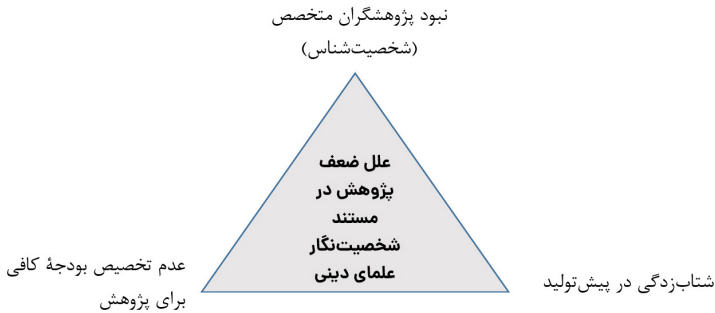 نبود پژوهشگران متخصص
(شخصیت‌شناس)
علل ضعف
پژوهش در
مستند
شخصیت‌نگار
علمای دینی
شتاب‌زدگی در پیش‌تولید
عدم تخصیص بودجۀ کافی
برای پژوهش